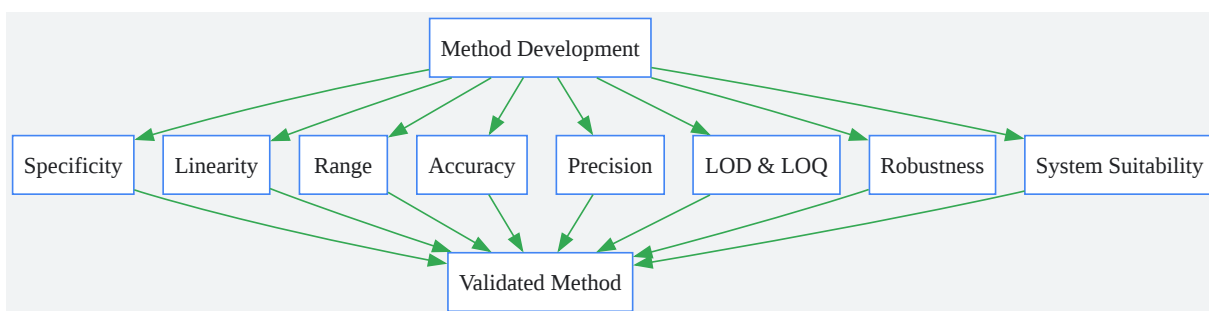 Method Development
Specificity
Linearity
Range
Accuracy
Precision
LOD & LOQ
Robustness
System Suitability
Validated Method